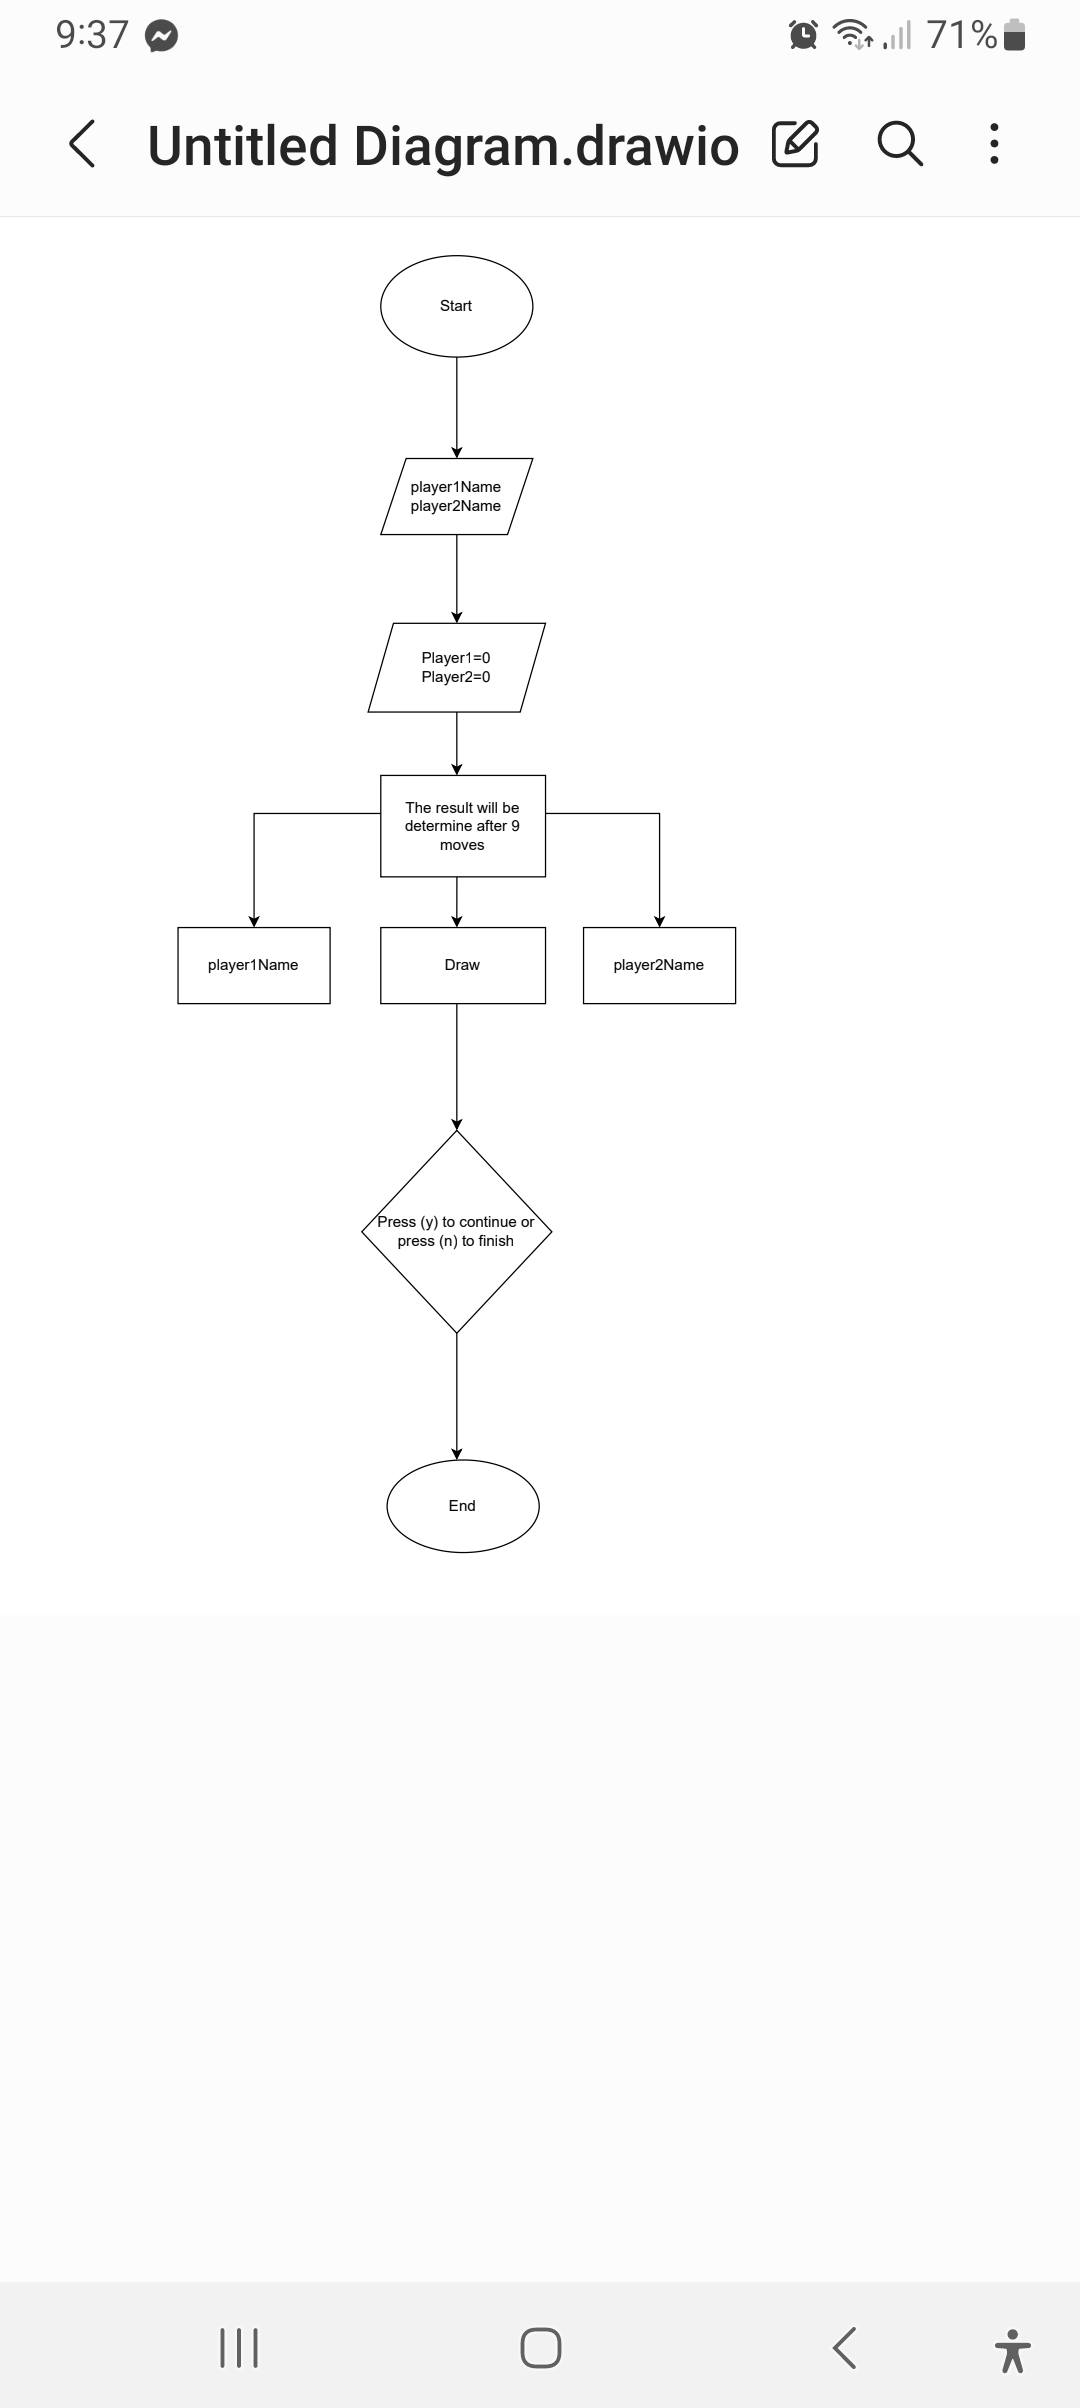 9:37
71%
Untitled Diagram.drawio
Start
player1Name
player2Name
Player1=0
Player2=0
The result will be
determine after 9
moves
player1Name
Draw
player2Name
Press (y) to continue or
press (n) to finish
End